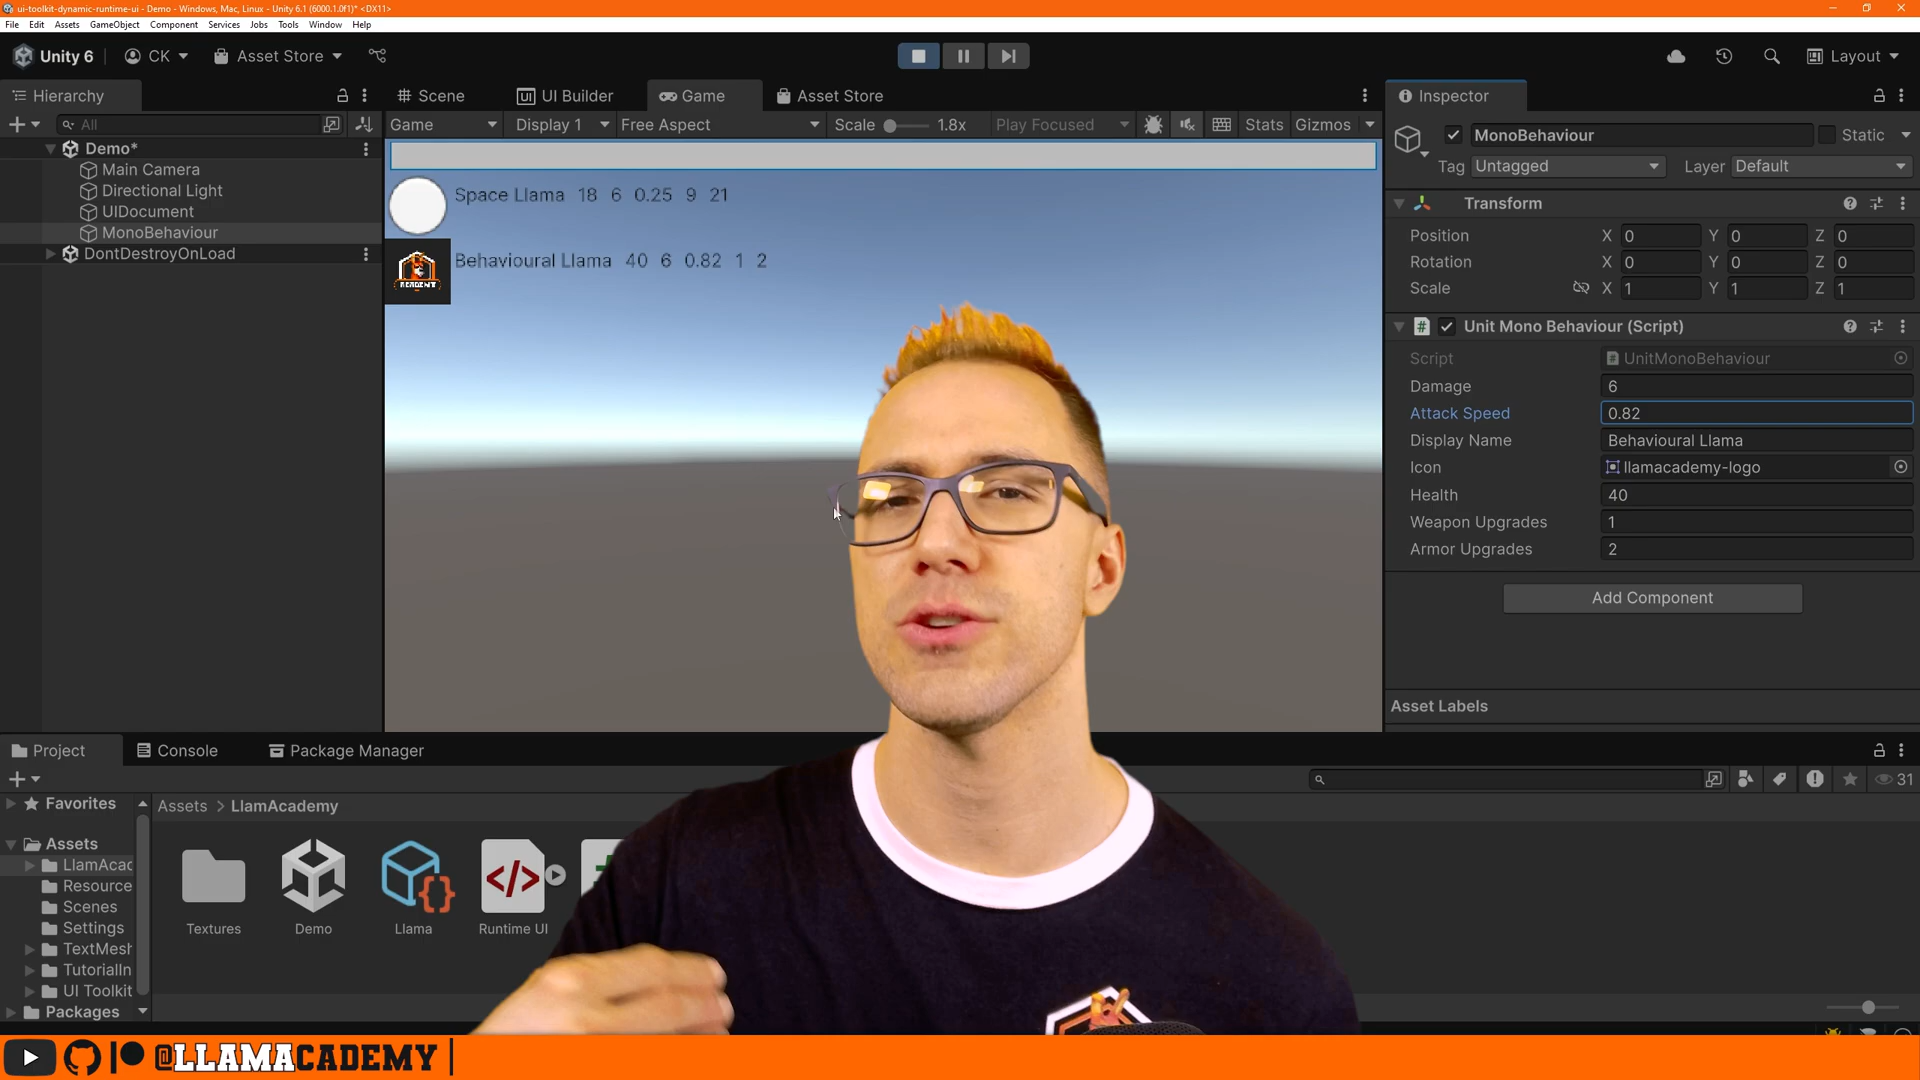 ui-toolkit-dynamic-runtime-ui - Demo - Windows, Mac, Linux - Unity 6.1 (6000.1.0f1)* <DX11>
File Edit Assets GameObject Component Services Jobs Tools Window Help
Unity 6 CK Asset Store Layout
Hierarchy Scene UI Builder Game Asset Store Inspector
All Game Display 1 Free Aspect Scale 1.8x Play Focused Stats Gizmos
MonoBehaviour Static
Tag Untagged Layer Default
Demo*
Main Camera
Directional Light
UIDocument
MonoBehaviour
DontDestroyOnLoad
Space Llama 18 6 0.25 9 21
Behavioural Llama 40 6 0.82 1 2
ACADEMY
Transform
Position X 0 Y 0 Z 0
Rotation X 0 Y 0 Z 0
Scale X 1 Y 1 Z 1
# Unit Mono Behaviour (Script)
Script UnitMonoBehaviour
Damage 6
Attack Speed 0.82
Display Name Behavioural Llama
Icon llamacademy-logo
Health 40
Weapon Upgrades 1
Armor Upgrades 2
Add Component
Asset Labels
Project Console Package Manager
31
Favorites
Assets
LlamAcac
Resource
Scenes
Settings
TextMesh
TutorialIn
UI Toolkit
Packages
Assets > LlamAcademy
Textures Demo Llama Runtime UI
@LLAMACADEMY